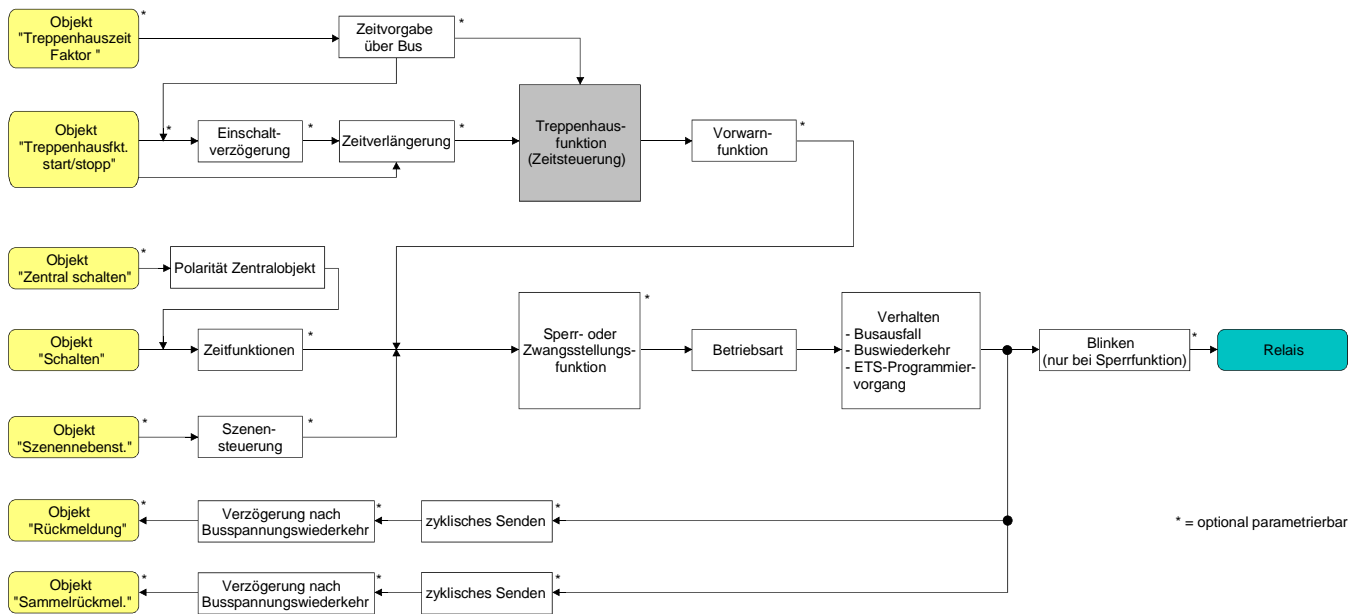 Objekt
"Treppenhauszeit
Faktor "
*
Zeitvorgabe
über Bus
*
Objekt
"Treppenhausfkt.
start/stopp"
*
Einschalt-
verzögerung
*
Zeitverlängerung
*
Treppenhaus-
funktion
(Zeitsteuerung)
Vorwarn-
funktion
*
Objekt
"Zentral schalten"
*
Polarität Zentralobjekt
Objekt
"Schalten"
Zeitfunktionen
*
Sperr- oder
Zwangsstellungs-
funktion
*
Betriebsart
Verhalten
- Busausfall
- Buswiederkehr
- ETS-Programmier-
vorgang
Blinken
(nur bei Sperrfunktion)
*
Relais
Objekt
"Szenennebenst."
*
Szenen-
steuerung
*
Objekt
"Rückmeldung"
*
Verzögerung nach
Busspannungswiederkehr
*
zyklisches Senden
*
* = optional parametrierbar
Objekt
"Sammelrückmel."
*
Verzögerung nach
Busspannungswiederkehr
*
zyklisches Senden
*